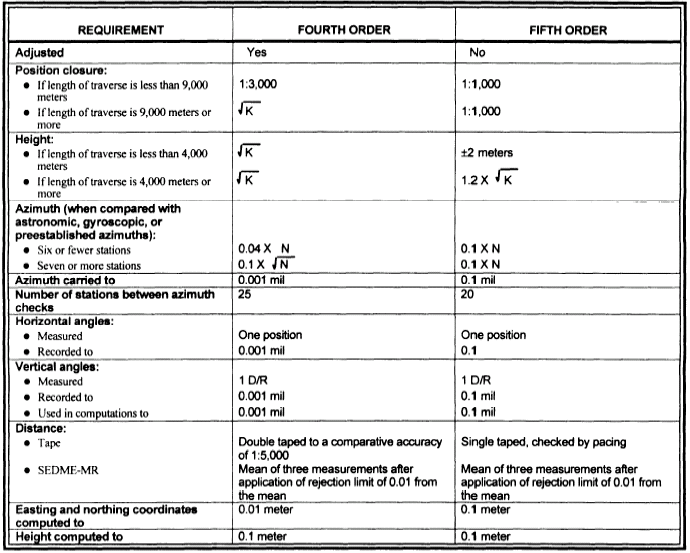 REQUIREMENT FOURTH ORDER FIFTH ORDER
Adjusted Yes No
Position closure:
• If length of traverse is less than 9,000 1:3,000 1:1,000
meters
• If length of traverse is 9,000 meters or √K 1:1,000
more
Height:
• If length of traverse is less than 4,000 √K ±2 meters
meters
• If length of traverse is 4,000 meters or √K 1.2 X √K
more
Azimuth (when compared with
astronomic, gyroscopic, or
preestablished azimuths):
• Six or fewer stations 0.04 X N 0.1 X N
• Seven or more stations 0.1 X √N 0.1 X N
Azimuth carried to 0.001 mil 0.1 mil
Number of stations between azimuth 25 20
checks
Horizontal angles:
• Measured One position One position
• Recorded to 0.001 mil 0.1
Vertical angles:
• Measured 1 D/R 1 D/R
• Recorded to 0.001 mil 0.1 mil
• Used in computations to 0.001 mil 0.1 mil
Distance:
• Tape Double taped to a comparative accuracy Single taped, checked by pacing
of 1:5,000
• SEDME-MR Mean of three measurements after Mean of three measurements after
application of rejection limit of 0.01 from application of rejection limit of 0.01 from
the mean the mean
Easting and northing coordinates 0.01 meter 0.1 meter
computed to
Height computed to 0.1 meter 0.1 meter